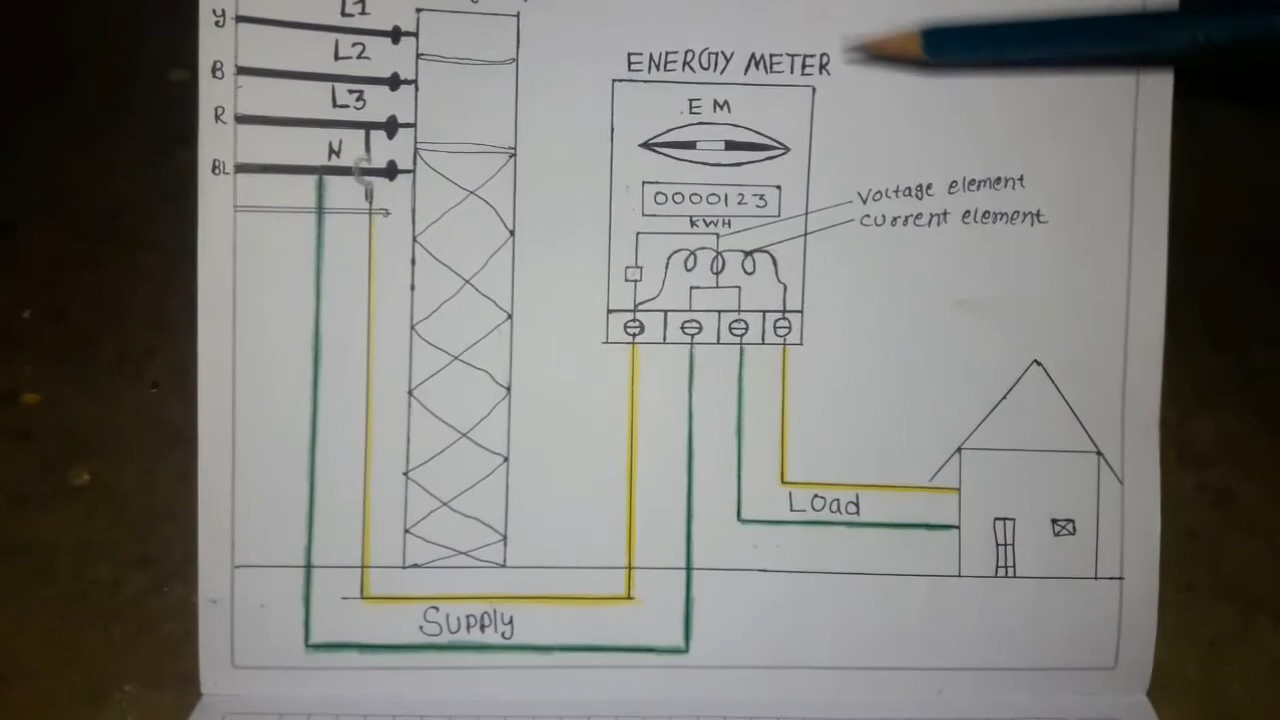 L1
Y
L2
B
L3
R
N
BL
ENERGY METER
EM
0000123
KWH
Voltage element
current element
Load
Supply